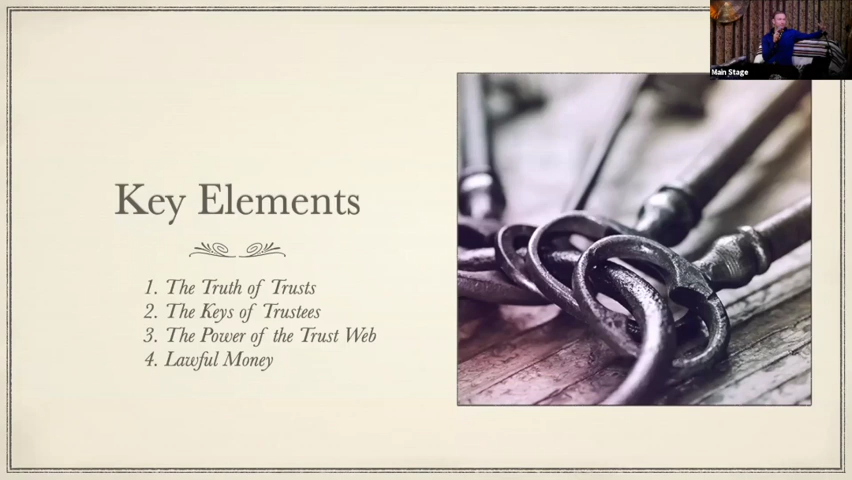 Main Stage
Key Elements
1. The Truth of Trusts
2. The Keys of Trustees
3. The Power of the Trust Web
4. Lawful Money